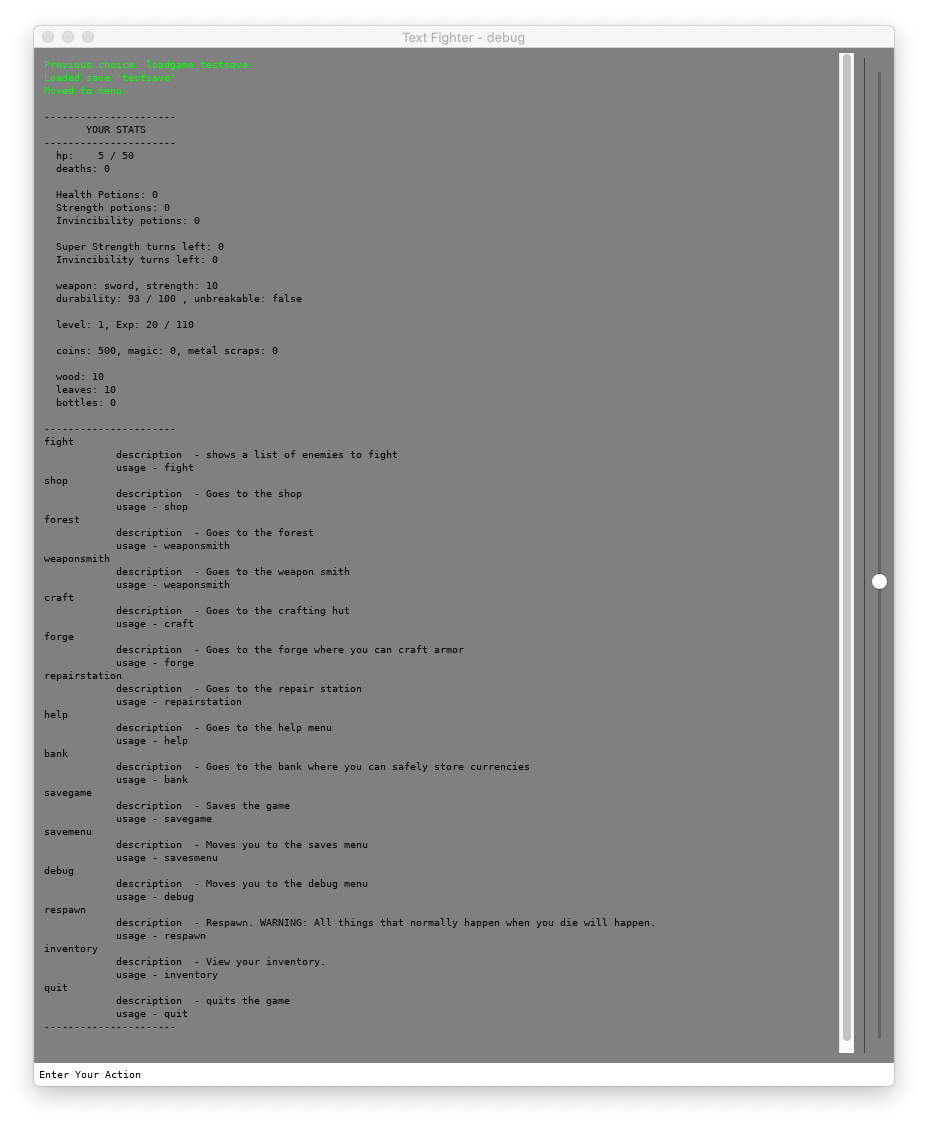 Text Fighter - debug
Previous choice: loadgame testsave
Loaded save 'testsave'
Moved to menu
----------------------
YOUR STATS
----------------------
hp:    5 / 50
deaths: 0
Health Potions: 0
Strength potions: 0
Invincibility potions: 0
Super Strength turns left: 0
Invincibility turns left: 0
weapon: sword, strength: 10
durability: 93 / 100 , unbreakable: false
level: 1, Exp: 20 / 110
coins: 500, magic: 0, metal scraps: 0
wood: 10
leaves: 10
bottles: 0
----------------------
fight
description  - shows a list of enemies to fight
usage - fight
shop
description  - Goes to the shop
usage - shop
forest
description  - Goes to the forest
usage - weaponsmith
weaponsmith
description  - Goes to the weapon smith
usage - weaponsmith
craft
description  - Goes to the crafting hut
usage - craft
forge
description  - Goes to the forge where you can craft armor
usage - forge
repairstation
description  - Goes to the repair station
usage - repairstation
help
description  - Goes to the help menu
usage - help
bank
description  - Goes to the bank where you can safely store currencies
usage - bank
savegame
description  - Saves the game
usage - savegame
savemenu
description  - Moves you to the saves menu
usage - savesmenu
debug
description  - Moves you to the debug menu
usage - debug
respawn
description  - Respawn. WARNING: All things that normally happen when you die will happen.
usage - respawn
inventory
description  - View your inventory.
usage - inventory
quit
description  - quits the game
usage - quit
----------------------
Enter Your Action